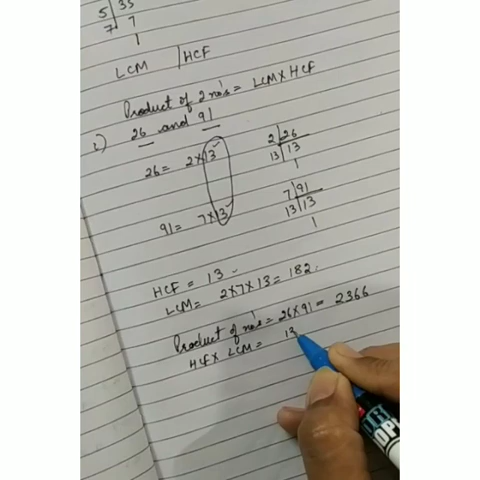 5 | 35
7 | 7
1
LCM | HCF
Product of 2 no's = LCM X HCF
i) 26 and 91
26 = 2 x 13
2 | 26
13 | 13
1
91 = 7 x 13
7 | 91
13 | 13
1
HCF = 13
LCM = 2 x 7 x 13 = 182.
Product of no's = 26 x 91 = 2366
HCF x LCM = 13